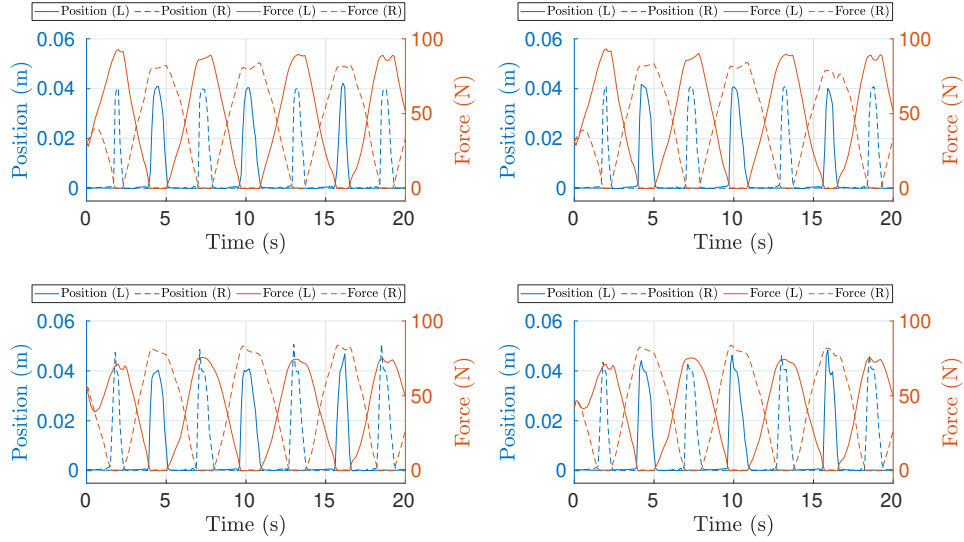 Position (L) Position (R) Force (L) Force (R)
0.06 100
0.04
Position (m) 50 Force (N)
0.02
0 0
0 5 10 15 20
Time (s)
Position (L) Position (R) Force (L) Force (R)
0.06 100
0.04
Position (m) 50 Force (N)
0.02
0 0
0 5 10 15 20
Time (s)
Position (L) Position (R) Force (L) Force (R)
0.06 100
0.04
Position (m) 50 Force (N)
0.02
0 0
0 5 10 15 20
Time (s)
Position (L) Position (R) Force (L) Force (R)
0.06 100
0.04
Position (m) 50 Force (N)
0.02
0 0
0 5 10 15 20
Time (s)